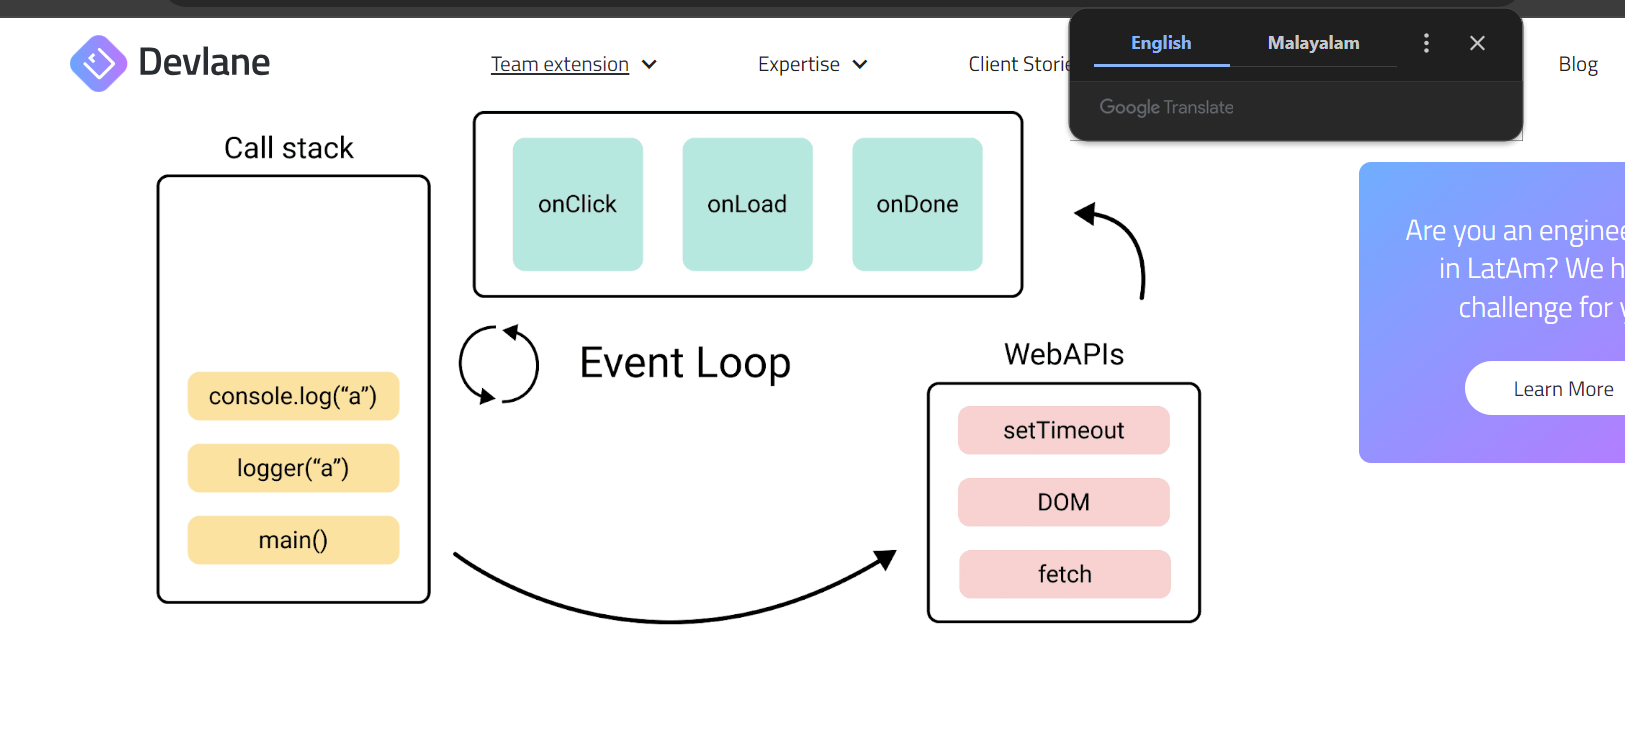 Devlane
Team extension
Expertise
Client Storie
English
Malayalam
Google Translate
Blog
Call stack
onClick
onLoad
onDone
Event Loop
console.log(“a”)
logger(“a”)
main()
WebAPIs
setTimeout
DOM
fetch
Are you an enginee
in LatAm? We h
challenge for
Learn More